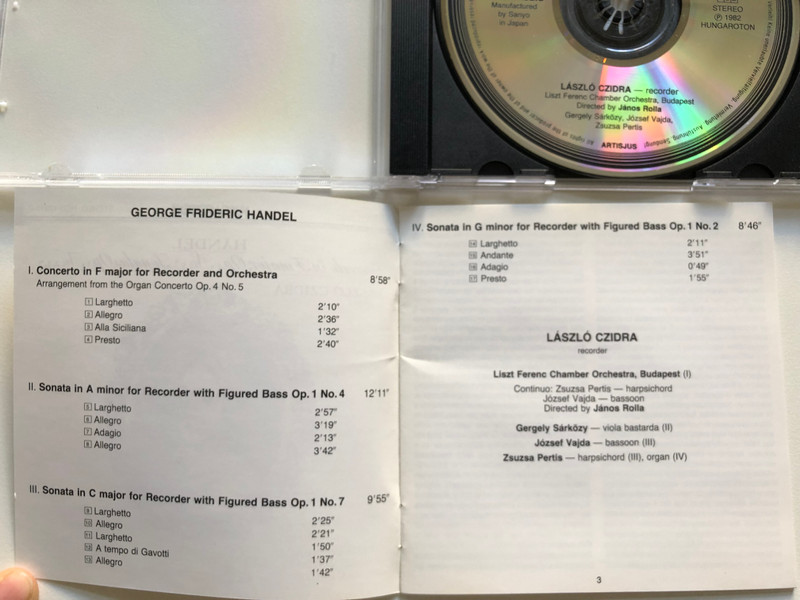 Manufactured
by Sanyo
in Japan
STEREO
℗ 1982
HUNGAROTON
LÁSZLÓ CZIDRA — recorder
Liszt Ferenc Chamber Orchestra, Budapest
Directed by János Rolla
Gergely Sárközy, József Vajda,
Zsuzsa Pertis
ARTISJUS
GEORGE FRIDERIC HANDEL
I. Concerto in F major for Recorder and Orchestra 8'58"
Arrangement from the Organ Concerto Op. 4 No. 5
1 Larghetto 2'10"
2 Allegro 2'36"
3 Alla Siciliana 1'32"
4 Presto 2'40"
II. Sonata in A minor for Recorder with Figured Bass Op. 1 No. 4 12'11"
5 Larghetto 2'57"
6 Allegro 3'19"
7 Adagio 2'13"
8 Allegro 3'42"
III. Sonata in C major for Recorder with Figured Bass Op. 1 No. 7 9'55"
9 Larghetto 2'25"
10 Allegro 2'21"
11 Larghetto 1'50"
12 A tempo di Gavotti 1'37"
13 Allegro 1'42"
IV. Sonata in G minor for Recorder with Figured Bass Op. 1 No. 2 8'46"
14 Larghetto 2'11"
15 Andante 3'51"
16 Adagio 0'49"
17 Presto 1'55"
LÁSZLÓ CZIDRA
recorder
Liszt Ferenc Chamber Orchestra, Budapest (I)
Continuo: Zsuzsa Pertis — harpsichord
József Vajda — bassoon
Directed by János Rolla
Gergely Sárközy — viola bastarda (II)
József Vajda — bassoon (III)
Zsuzsa Pertis — harpsichord (III), organ (IV)
3